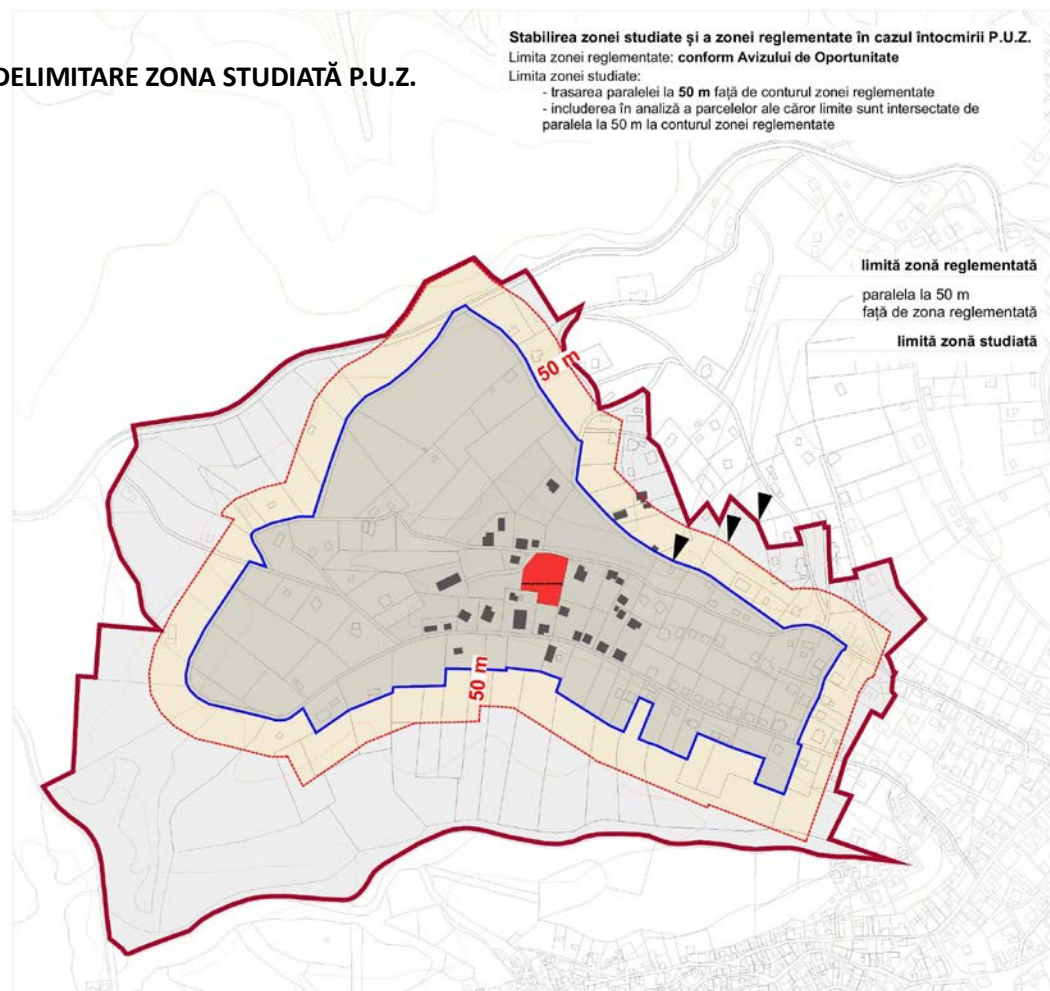 Stabilirea zonei studiate și a zonei reglementate în cazul întocmirii P.U.Z.
Limita zonei reglementate: conform Avizului de Oportunitate
DELIMITARE ZONA STUDIATĂ P.U.Z.
Limita zonei studiate:
- trasarea paralelei la 50 m față de conturul zonei reglementate
- includerea în analiză a parcelelor ale căror limite sunt intersectate de
paralela la 50 m la conturul zonei reglementate
limită zonă reglementată
paralela la 50 m
față de zona reglementată
limită zonă studiată
50 m
50 m